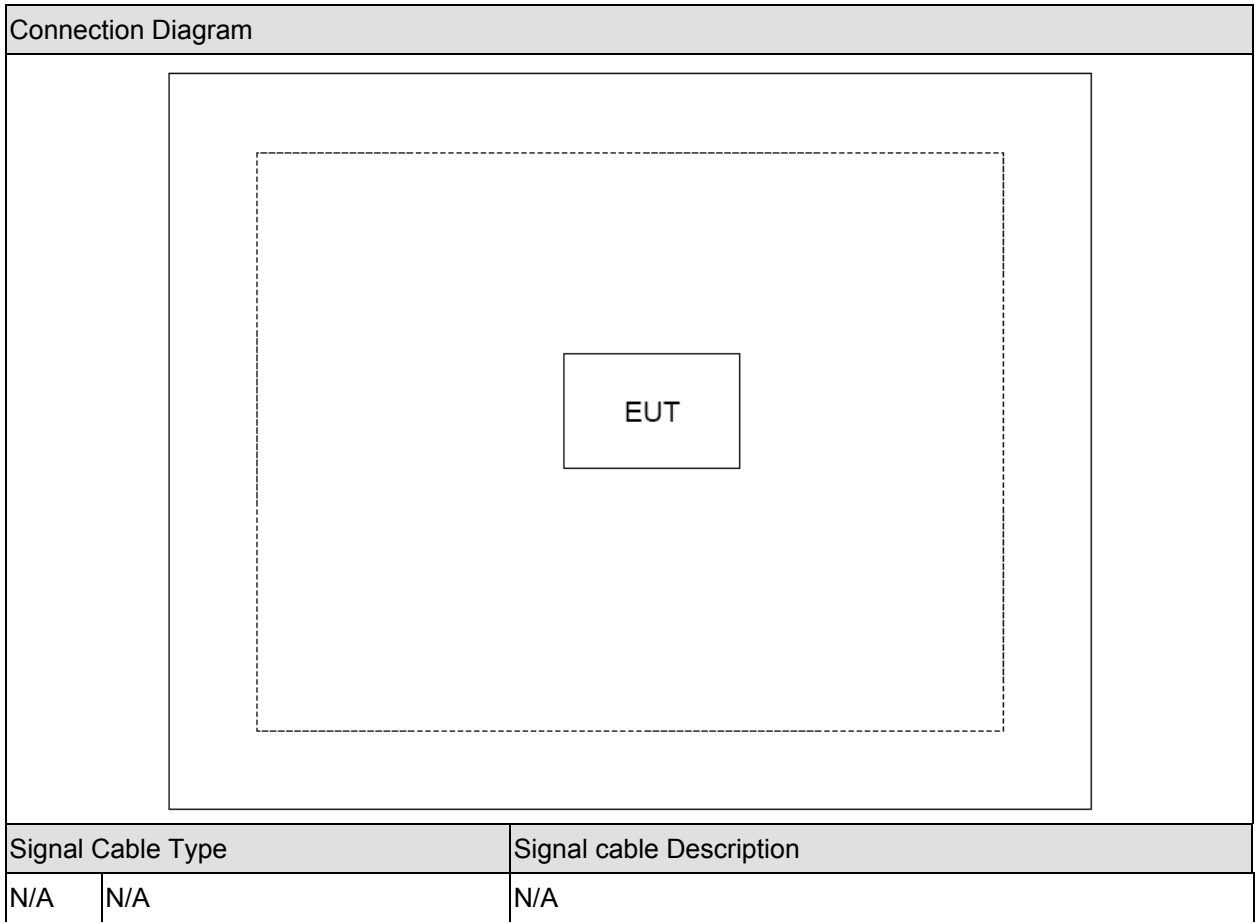 Connection Diagram
EUT
Signal Cable Type Signal cable Description
N/A N/A N/A